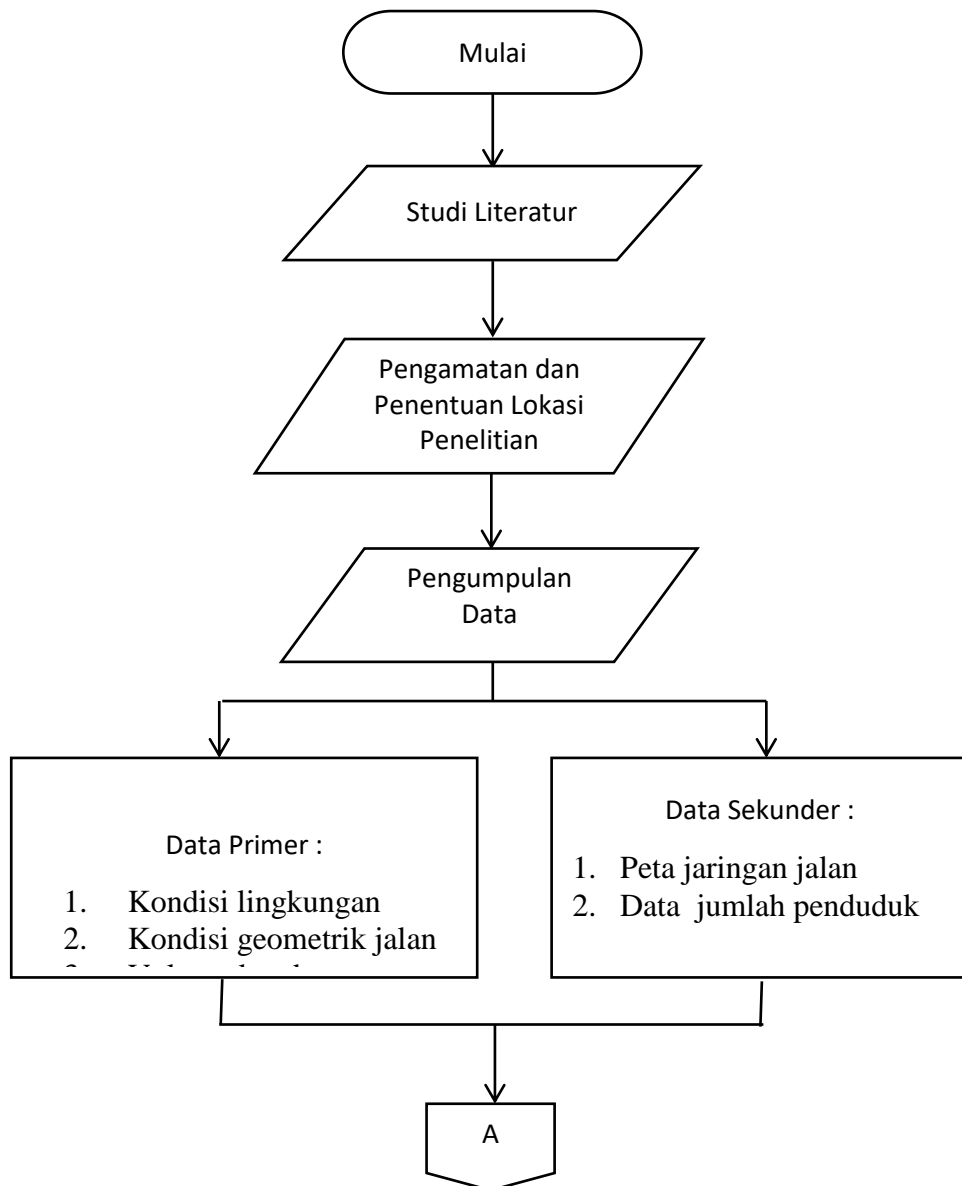 Mulai
Studi Literatur
Pengamatan dan
Penentuan Lokasi
Penelitian
Pengumpulan
Data
Data Primer :
1. Kondisi lingkungan
2. Kondisi geometrik jalan
Data Sekunder :
1. Peta jaringan jalan
2. Data jumlah penduduk
A